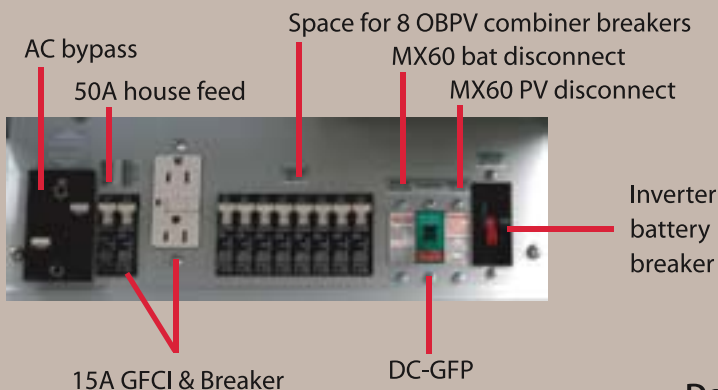 Space for 8 OBPV combiner breakers
AC bypass
MX60 bat disconnect
50A house feed
MX60 PV disconnect
Inverter
battery
breaker
15A GFCI & Breaker
DC-GFP